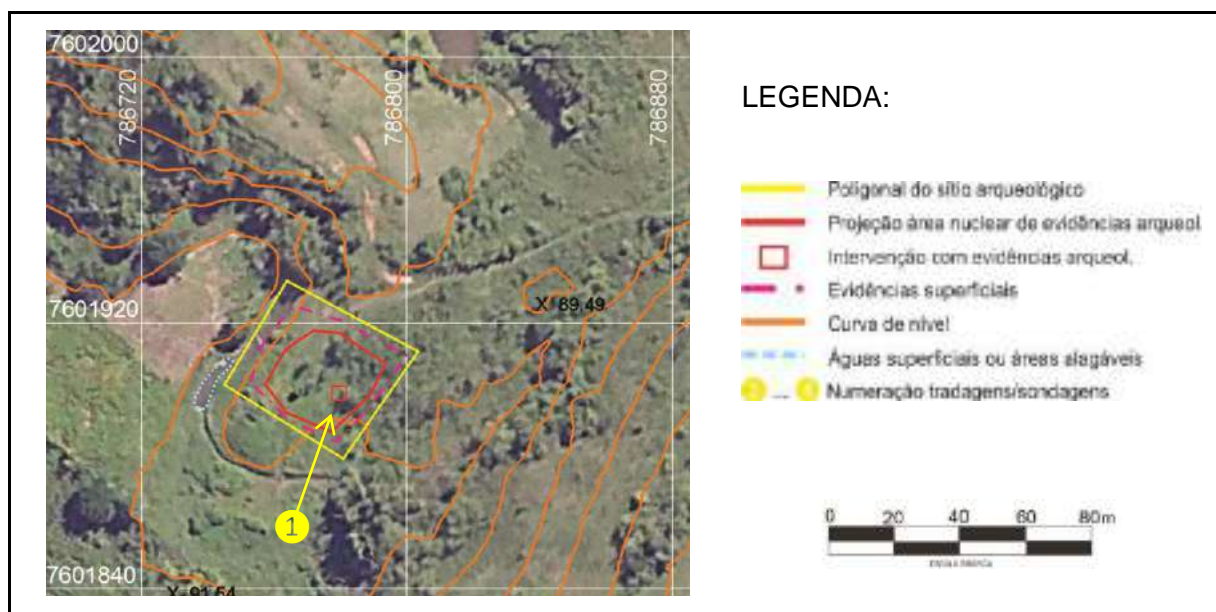 7602000
786720
786800
786880
7601920
X 89.49
7601840
X 91.54
1
LEGENDA:
Poligonal do sítio arqueológico
Projeção área nuclear de evidências arqueol.
Intervenção com evidências arqueol.
Evidências superficiais
Curva de nível
Águas superficiais ou áreas alagáveis
Numeração tradagens/sondagens
0 20 40 60 80m